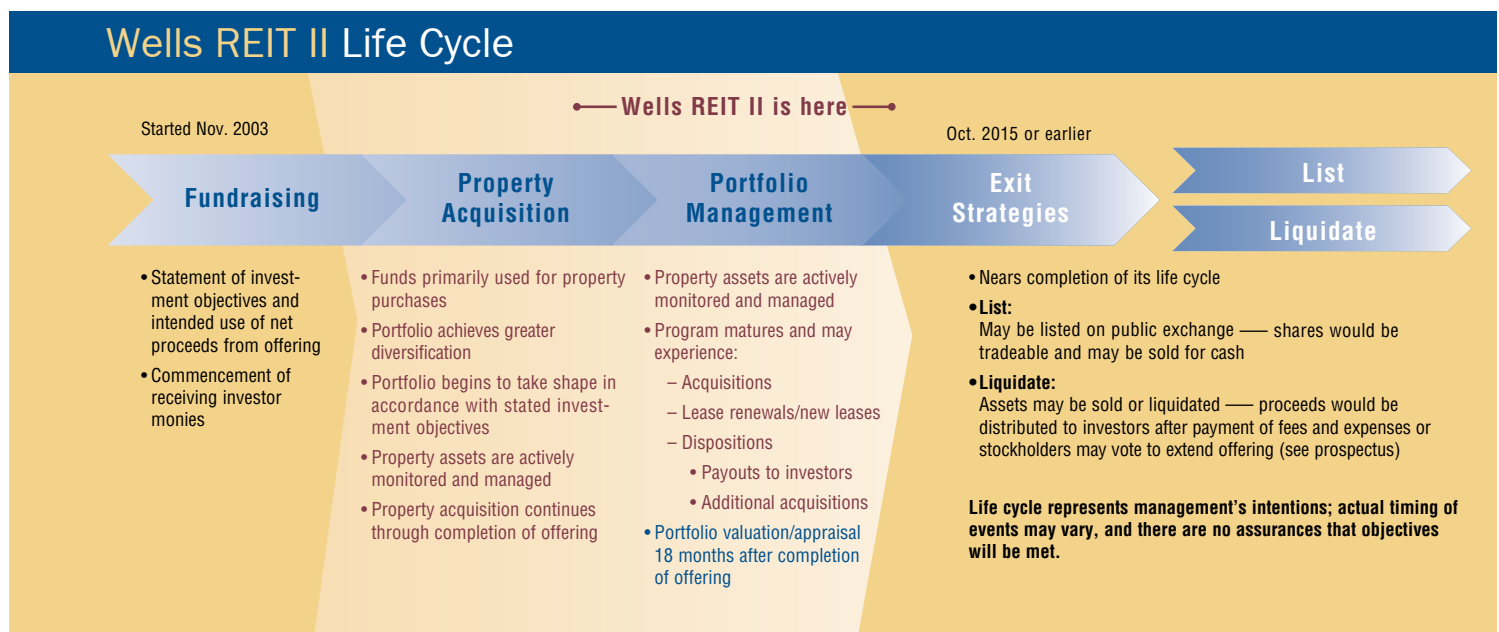 Wells REIT II Life Cycle
Wells REIT II is here
Started Nov. 2003
Oct. 2015 or earlier
Fundraising
Property
Acquisition
Portfolio
Management
Exit
Strategies
List
Liquidate
• Statement of invest-
ment objectives and
intended use of net
proceeds from offering
• Commencement of
receiving investor
monies
• Funds primarily used for property
purchases
• Portfolio achieves greater
diversification
• Portfolio begins to take shape in
accordance with stated invest-
ment objectives
• Property assets are actively
monitored and managed
• Property acquisition continues
through completion of offering
• Property assets are actively
monitored and managed
• Program matures and may
experience:
– Acquisitions
– Lease renewals/new leases
– Dispositions
• Payouts to investors
• Additional acquisitions
• Portfolio valuation/appraisal
18 months after completion
of offering
• Nears completion of its life cycle
• List:
May be listed on public exchange —– shares would be
tradeable and may be sold for cash
• Liquidate:
Assets may be sold or liquidated —– proceeds would be
distributed to investors after payment of fees and expenses or
stockholders may vote to extend offering (see prospectus)
Life cycle represents management's intentions; actual timing of
events may vary, and there are no assurances that objectives
will be met.